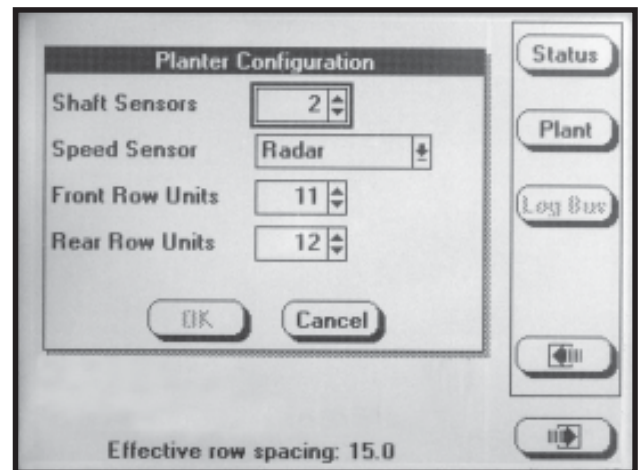 Planter Configuration
Shaft Sensors 2
Speed Sensor Radar
Front Row Units 11
Rear Row Units 12
OK Cancel
Effective row spacing: 15.0
Status
Plant
Log Bus